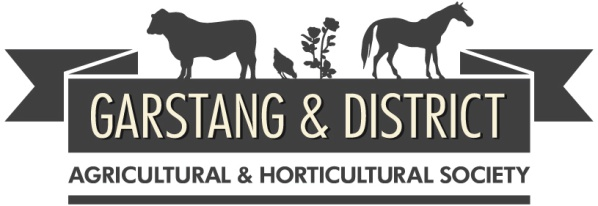 GARSTANG & DISTRICT
AGRICULTURAL & HORTICULTURAL SOCIETY